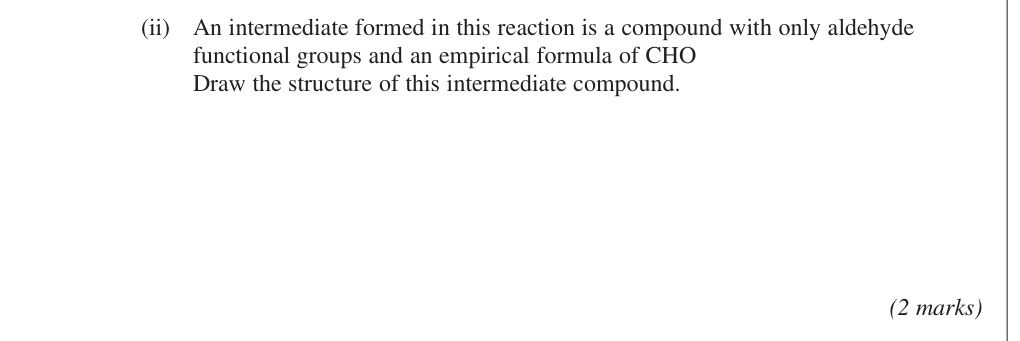 (ii) An intermediate formed in this reaction is a compound with only aldehyde
functional groups and an empirical formula of CHO
Draw the structure of this intermediate compound.
(2 marks)